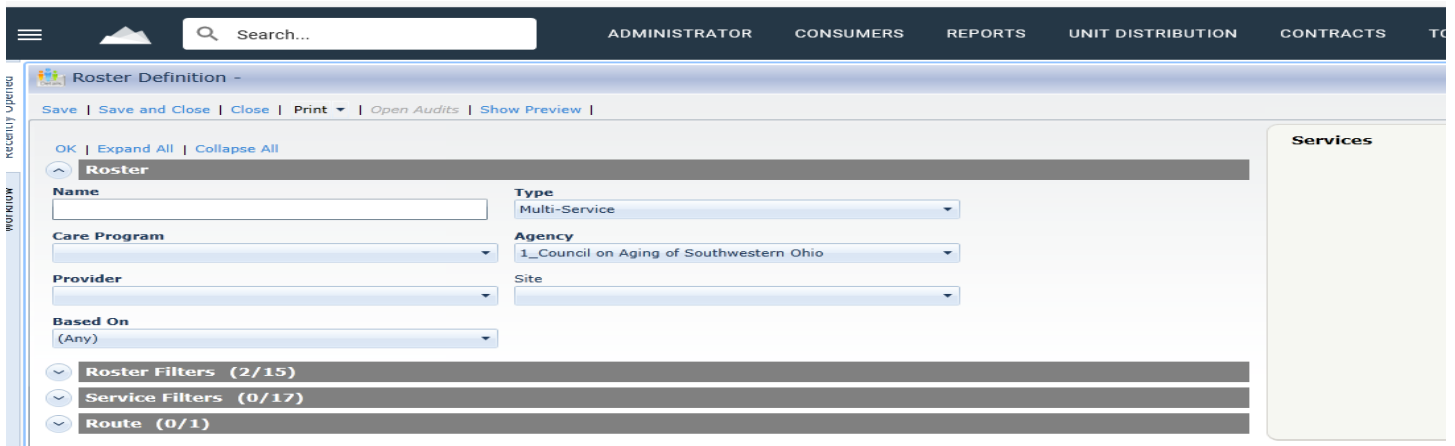 Search... ADMINISTRATOR CONSUMERS REPORTS UNIT DISTRIBUTION CONTRACTS
Recently Opened
Workflow
Roster Definition -
Save | Save and Close | Close | Print | Open Audits | Show Preview |
OK | Expand All | Collapse All
Services
Roster
Name Type
Multi-Service
Care Program Agency
1_Council on Aging of Southwestern Ohio
Provider Site
Based On
(Any)
Roster Filters (2/15)
Service Filters (0/17)
Route (0/1)